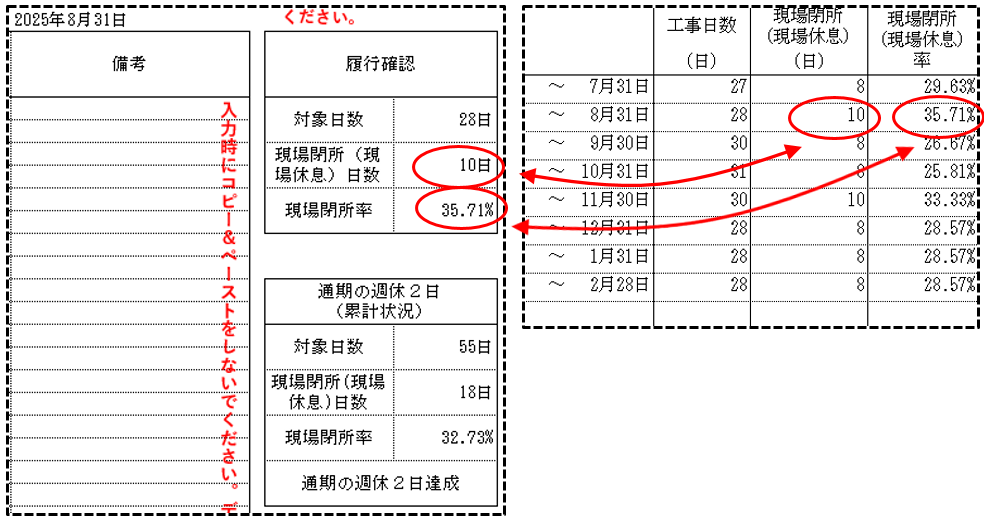 2025年8月31日
ください。
備考
入力時にコピー＆ペーストをしないでください。デ
履行確認
対象日数 28日
現場閉所（現
場休息）日数 10日
現場閉所率 35.71%
通期の週休２日
（累計状況）
対象日数 55日
現場閉所(現場
休息)日数 18日
現場閉所率 32.73%
通期の週休２日達成
工事日数 現場閉所 現場閉所
(現場休息) (現場休息)
（日） （日） 率
～ 7月31日 27 8 29.63%
～ 8月31日 28 10 35.71%
～ 9月30日 30 8 26.67%
～ 10月31日 31 8 25.81%
～ 11月30日 30 10 33.33%
～ 12月31日 28 8 28.57%
～ 1月31日 28 8 28.57%
～ 2月28日 28 8 28.57%